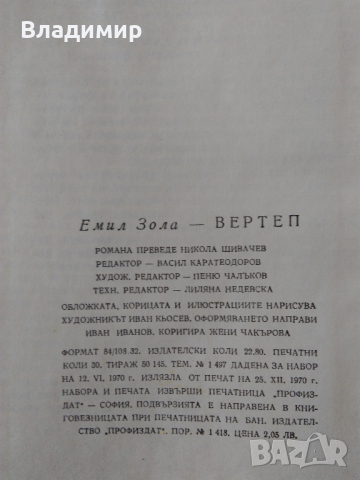 Владимир
Емил Зола — ВЕРТЕП
РОМАНА ПРЕВЕДЕ НИКОЛА ШИВАЧЕВ
РЕДАКТОР — ВАСИЛ КАРАТЕОДОРОВ
ХУДОЖ. РЕДАКТОР — ПЕНЮ ЧАЛЪКОВ
ТЕХН. РЕДАКТОР — ЛИЛЯНА НЕДЕВСКА
ОБЛОЖКАТА, КОРИЦАТА И ИЛЮСТРАЦИИТЕ НАРИСУВА
ХУДОЖНИКЪТ ИВАН КЬОСЕВ, ОФОРМЯВАНЕТО НАПРАВИ
ИВАН ИВАНОВ, КОРИГИРА ЖЕНИ ЧАКЪРОВА
ФОРМАТ 84/108.32. ИЗДАТЕЛСКИ КОЛИ 22.80. ПЕЧАТНИ
КОЛИ 20. ТИРАЖ 50 145. ТЕМ. № 1 497 ДАДЕНА ЗА НАБОР
НА 12. VI. 1970 г. ИЗЛЯЗЛА ОТ ПЕЧАТ НА 25. XII. 1970 г.
НАБОРА И ПЕЧАТА ИЗВЪРШИ ПЕЧАТНИЦА „ПРОФИЗ-
ДАТ“ — СОФИЯ. ПОДВЪРЗИЯТА Е НАПРАВЕНА В КНИ-
ГОВЕЗНИЦАТА ПРИ ПЕЧАТНИЦАТА НА БАН. ИЗДАТЕЛ-
СТВО „ПРОФИЗДАТ“. ПОР. № 1 418. ЦЕНА 2,05 ЛВ.
BAZAR